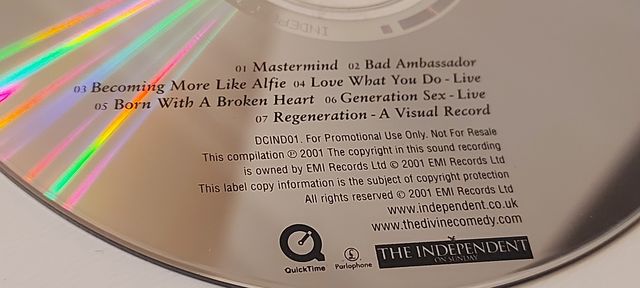 INDEPE
01 Mastermind 02 Bad Ambassador
03 Becoming More Like Alfie 04 Love What You Do - Live
05 Born With A Broken Heart 06 Generation Sex - Live
07 Regeneration - A Visual Record
DCIND01. For Promotional Use Only. Not For Resale
This compilation ℗ 2001 The copyright in this sound recording
is owned by EMI Records Ltd © 2001 EMI Records Ltd
This label copy information is the subject of copyright protection
All rights reserved © 2001 EMI Records Ltd
www.independent.co.uk
www.thedivinecomedy.com
QuickTime
Parlophone
THE INDEPENDENT
ON SUNDAY